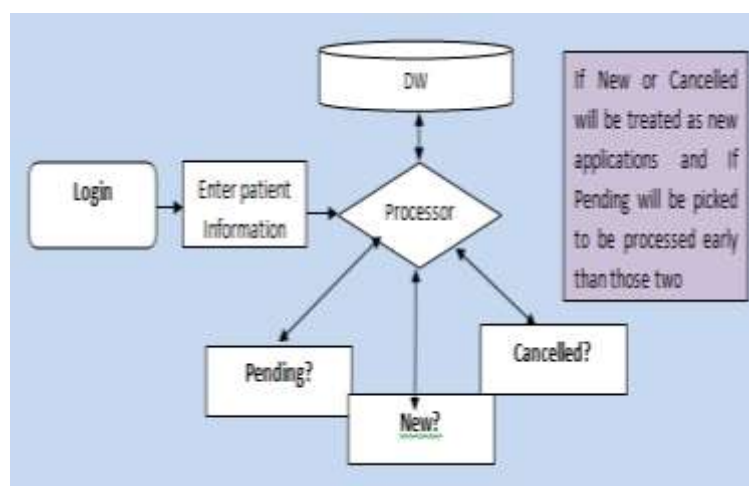 DW
If New or Cancelled
will be treated as new
applications and If
Pending will be picked
to be processed early
than those two
Login
Enter patient
Information
Processor
Pending?
New?
Cancelled?